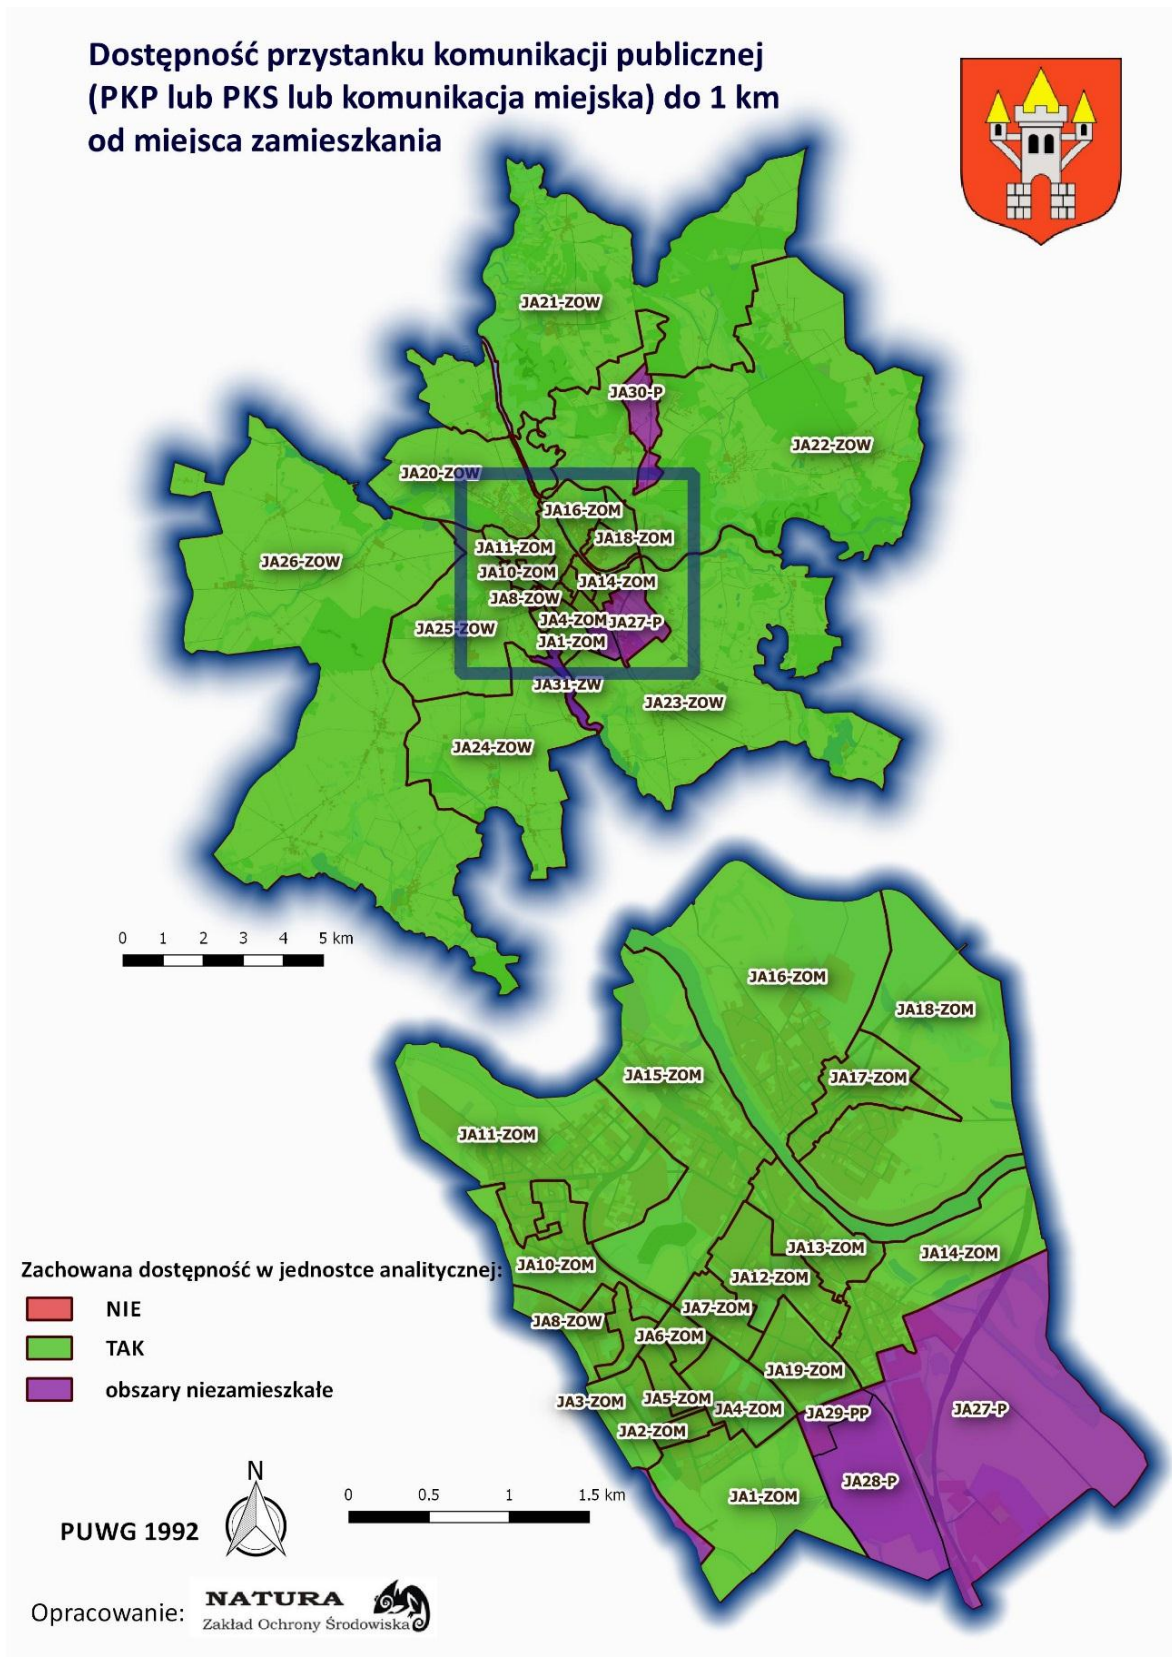 Dostępność przystanku komunikacji publicznej
(PKP lub PKS lub komunikacja miejska) do 1 km
od miejsca zamieszkania
JA21-ZOW
JA30-P
JA22-ZOW
JA20-ZOW
JA16-ZOM
JA18-ZOM
JA11-ZOM
JA26-ZOW
JA10-ZOM
JA14-ZOM
JA8-ZOW
JA4-ZOM
JA27-P
JA25-ZOW
JA1-ZOM
JA31-ZW
JA23-ZOW
JA24-ZOW
0 1 2 3 4 5 km
JA16-ZOM
JA18-ZOM
JA15-ZOM
JA17-ZOM
JA11-ZOM
JA13-ZOM
JA14-ZOM
JA10-ZOM
JA12-ZOM
JA7-ZOM
JA8-ZOW
JA6-ZOM
JA19-ZOM
JA3-ZOM
JA5-ZOM
JA4-ZOM
JA29-PP
JA27-P
JA2-ZOM
JA28-P
JA1-ZOM
Zachowana dostępność w jednostce analitycznej:
NIE
TAK
obszary niezamieszkałe
N
0 0.5 1 1.5 km
PUWG 1992
Opracowanie:
NATURA
Zakład Ochrony Środowiska